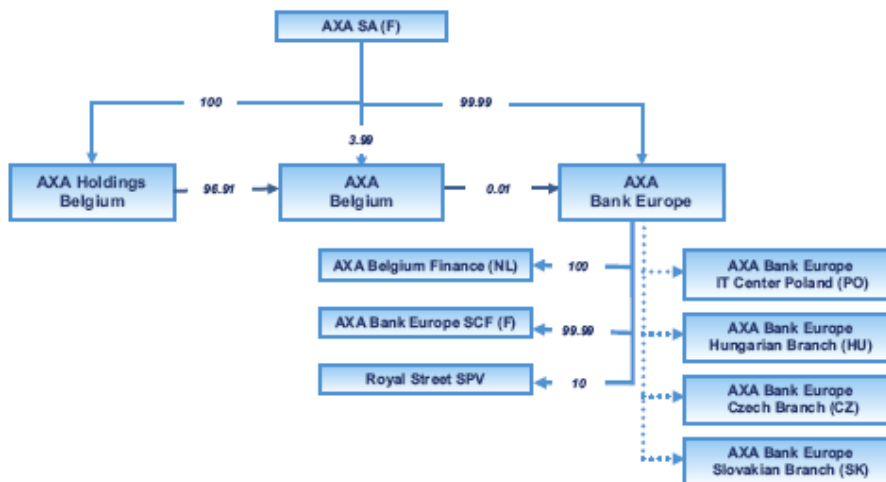 AXA SA (F)
100
99.99
3.99
AXA Holdings
Belgium
96.91
AXA
Belgium
0.01
AXA
Bank Europe
AXA Belgium Finance (NL)
100
AXA Bank Europe
IT Center Poland (PO)
AXA Bank Europe SCF (F)
99.99
AXA Bank Europe
Hungarian Branch (HU)
Royal Street SPV
10
AXA Bank Europe
Czech Branch (CZ)
AXA Bank Europe
Slovakian Branch (SK)